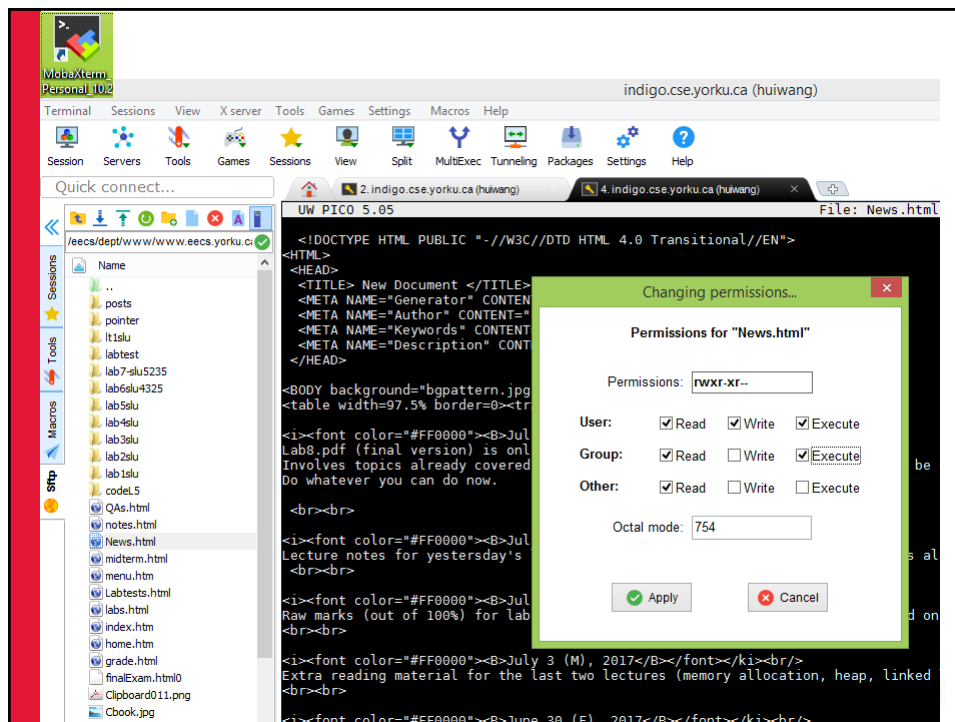 >_
MobaXterm_
Personal_10.2
indigo.cse.yorku.ca (huiwang)
Terminal Sessions View X server Tools Games Settings Macros Help
Session Servers Tools Games Sessions View Split MultiExec Tunneling Packages Settings Help
Quick connect...
2. indigo.cse.yorku.ca (huiwang)
4. indigo.cse.yorku.ca (huiwang)
Sessions
Tools
Macros
Sftp
/eecs/dept/www/www.eecs.yorku.ca
Name
..
posts
pointer
lt1slu
labtest
lab7-slu5235
lab6slu4325
lab5slu
lab4slu
lab3slu
lab2slu
lab1slu
codeL5
QAs.html
notes.html
News.html
midterm.html
menu.htm
Labtests.html
labs.html
index.htm
home.htm
grade.html
finalExam.html0
Clipboard011.png
Cbook.jpg
UW PICO 5.05 File: News.html
<!DOCTYPE HTML PUBLIC "-//W3C//DTD HTML 4.0 Transitional//EN">
<HTML>
<HEAD>
<TITLE> New Document </TITLE>
<META NAME="Generator" CONTEN
<META NAME="Author" CONTENT="
<META NAME="Keywords" CONTENT
<META NAME="Description" CONT
</HEAD>
<BODY background="bgpattern.jpg
<table width=97.5% border=0><tr
<i><font color="#FF0000"><B>Jul
Lab8.pdf (final version) is onl
Involves topics already covered be
Do whatever you can do now.
<br><br>
<i><font color="#FF0000"><B>Jul
Lecture notes for yesterday's s al
<br><br>
<i><font color="#FF0000"><B>Jul
Raw marks (out of 100%) for lab d on
<br><br>
<i><font color="#FF0000"><B>July 3 (M), 2017</B></font></ki><br/>
Extra reading material for the last two lectures (memory allocation, heap, linked
<br><br>
<i><font color="#FF0000"><B>June 30 (F), 2017</B></font></ki><br/>
Changing permissions...
Permissions for "News.html"
Permissions: rwxr-xr--
User: Read Write Execute
Group: Read Write Execute
Other: Read Write Execute
Octal mode: 754
Apply Cancel